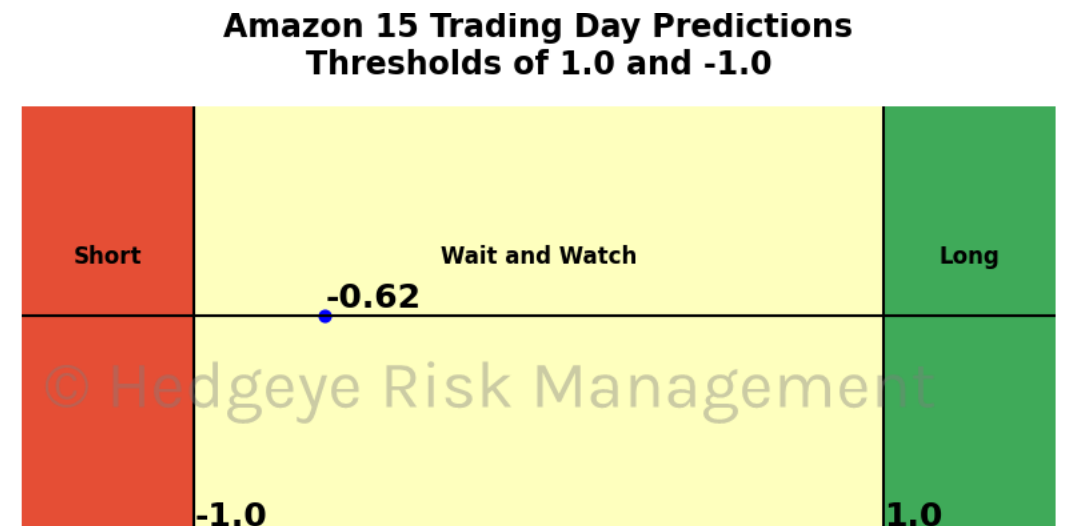 Amazon 15 Trading Day Predictions
Thresholds of 1.0 and -1.0
Short
Wait and Watch
Long
-0.62
© Hedgeye Risk Management
-1.0
1.0